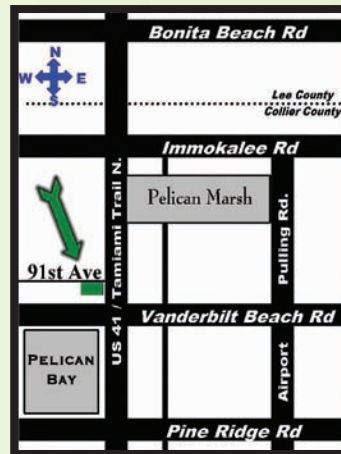 Bonita Beach Rd
N
W E
S
Lee County
Collier County
Immokalee Rd
Pelican Marsh
US 41 / Tamiami Trail N.
Airport Pulling Rd.
91st Ave
Vanderbilt Beach Rd
PELICAN
BAY
Pine Ridge Rd